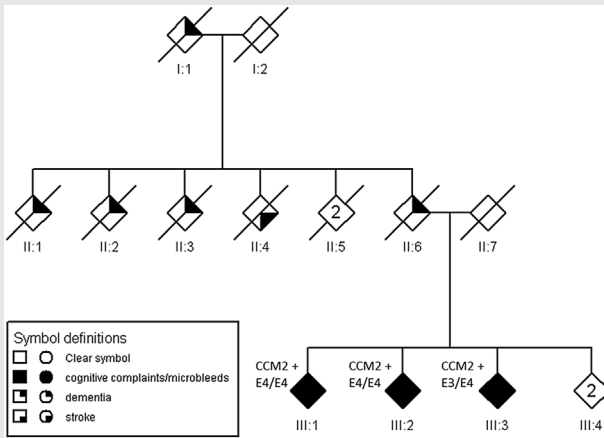 I:1
I:2
2
II:1
II:2
II:3
II:4
II:5
II:6
II:7
Symbol definitions
Clear symbol
cognitive complaints/microbleeds
dementia
stroke
CCM2 +
E4/E4
CCM2 +
E4/E4
CCM2 +
E3/E4
2
III:1
III:2
III:3
III:4